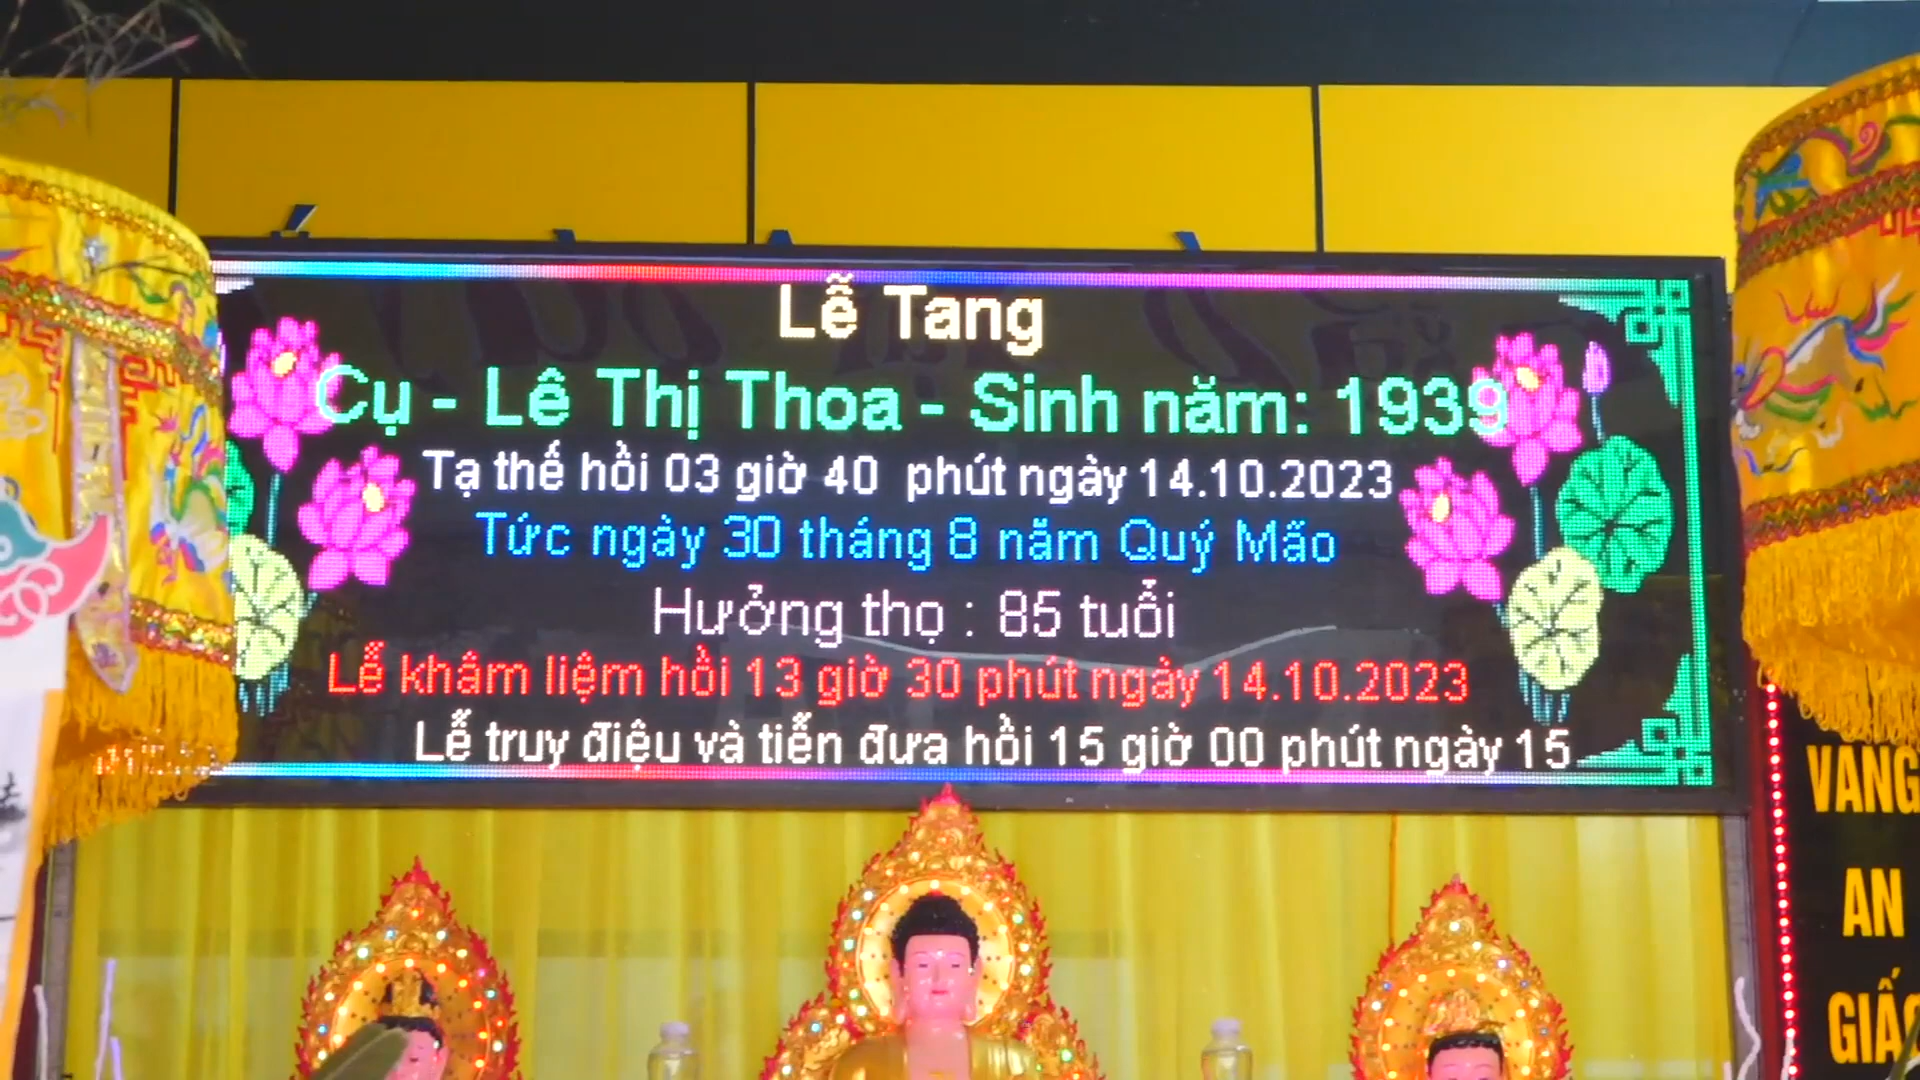 Lễ Tang
Cụ - Lê Thị Thoa - Sinh năm: 1939
Tạ thế hồi 03 giờ 40 phút ngày 14.10.2023
Tức ngày 30 tháng 8 năm Quý Mão
Hưởng thọ : 85 tuổi
Lễ khâm liệm hồi 13 giờ 30 phút ngày 14.10.2023
Lễ truy điệu và tiễn đưa hồi 15 giờ 00 phút ngày 15
VANG
AN
GIẤC